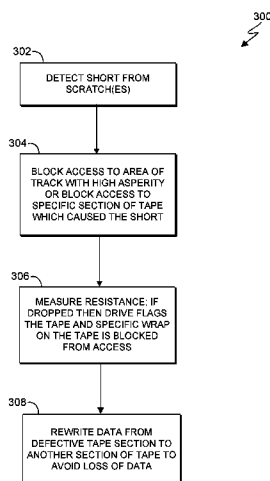 300
302
DETECT SHORT FROM
SCRATCH(ES)
304
BLOCK ACCESS TO AREA OF
TRACK WITH HIGH ASPERITY
OR BLOCK ACCESS TO
SPECIFIC SECTION OF TAPE
WHICH CAUSED THE SHORT
306
MEASURE RESISTANCE; IF
DROPPED THEN DRIVE FLAGS
THE TAPE AND SPECIFIC WRAP
ON THE TAPE IS BLOCKED
FROM ACCESS
308
REWRITE DATA FROM
DEFECTIVE TAPE SECTION TO
ANOTHER SECTION OF TAPE TO
AVOID LOSS OF DATA